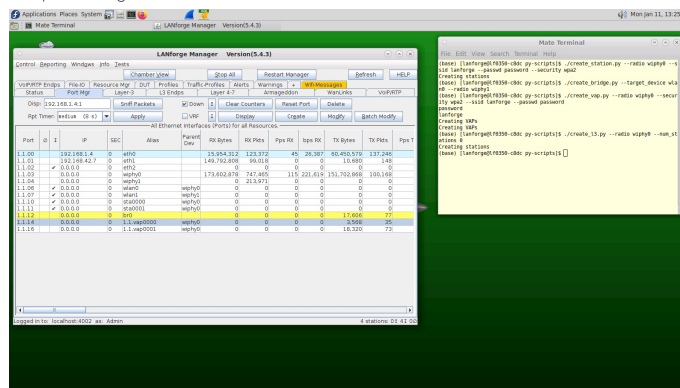 Applications Places System
Mon Jan 11, 13:25
Mate Terminal
LANforge Manager Version(5.4.3)
LANforge Manager Version(5.4.3)
Control Reporting Windows Info Tests
Chamber View Stop All Restart Manager Refresh HELP
VoIP/RTP Endps File-IO Resource Mgr DUT Profiles Traffic-Profiles Alerts Warnings + Wifi-Messages
Status Port Mgr Layer-3 L3 Endps Layer 4-7 Armageddon WanLinks VoIP/RTP
Disp: 192.168.1.4:1 Sniff Packets Down Clear Counters Reset Port Delete
Rpt Timer: medium (8 s) Apply VRF Display Create Modify Batch Modify
All Ethernet Interfaces (Ports) for all Resources.
Port IP SEC Alias Parent Dev RX Bytes RX Pkts Pps RX bps RX TX Bytes TX Pkts Pps T
1.1.00 192.168.1.4 0 eth0 15,954,312 123,372 45 26,387 60,450,579 137,246
1.1.01 192.168.42.7 0 eth1 149,792,808 99,018 0 0 10,680 148
1.1.02 0.0.0.0 0 eth2 0 0 0 0 0 0
1.1.03 0.0.0.0 0 wiphy0 173,602,878 747,465 115 221,619 151,702,868 100,168
1.1.04 0.0.0.0 0 wiphy1 0 213,971 0 0 0 0
1.1.06 0.0.0.0 0 wlan0 wiphy0 0 0 0 0 0 0
1.1.07 0.0.0.0 0 wlan1 wiphy1 0 0 0 0 0 0
1.1.10 0.0.0.0 0 sta0000 wiphy0 0 0 0 0 0 0
1.1.11 0.0.0.0 0 sta0001 wiphy0 0 0 0 0 0 0
1.1.12 0.0.0.0 0 br0 0 0 0 0 17,606 77
1.1.14 0.0.0.0 0 1.1.vap0000 wiphy0 0 0 0 0 3,568 35
1.1.16 0.0.0.0 0 1.1.vap0001 wiphy0 0 0 0 0 18,320 73
Logged in to: localhost:4002 as: Admin
Mate Terminal
File Edit View Search Terminal Help
(base) [lanforge@lf0350-c8dc py-scripts]$ ./create_station.py --radio wiphy0 --s
sid lanforge --passwd password --security wpa2
Creating stations
(base) [lanforge@lf0350-c8dc py-scripts]$ ./create_bridge.py --target_device wla
n0 --radio wiphy1
(base) [lanforge@lf0350-c8dc py-scripts]$ ./create_vap.py --radio wiphy0 --secur
ity wpa2 --ssid lanforge --passwd password
password
lanforge
Creating VAPs
Creating VAPs
(base) [lanforge@lf0350-c8dc py-scripts]$ ./create_l3.py --radio wiphy0 --num_st
ations 8
Creating stations
(base) [lanforge@lf0350-c8dc py-scripts]$